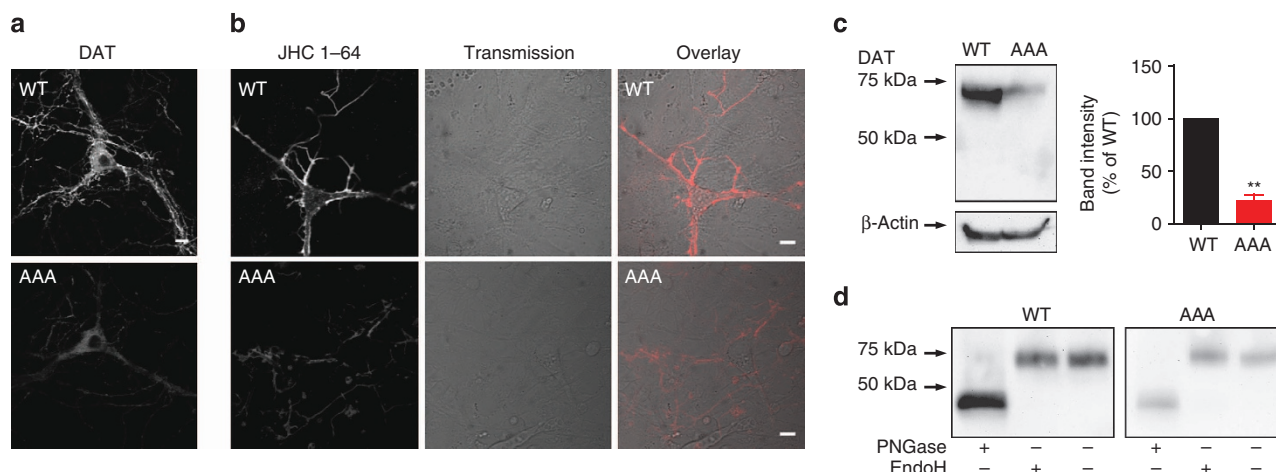 a
DAT
WT
AAA
b
JHC 1–64 Transmission Overlay
WT WT
AAA AAA
c
DAT WT AAA
75 kDa
50 kDa
β-Actin
Band intensity
(% of WT)
150
100
50
0
**
WT AAA
d
WT AAA
75 kDa
50 kDa
PNGase + – – + – –
EndoH – + – – + –